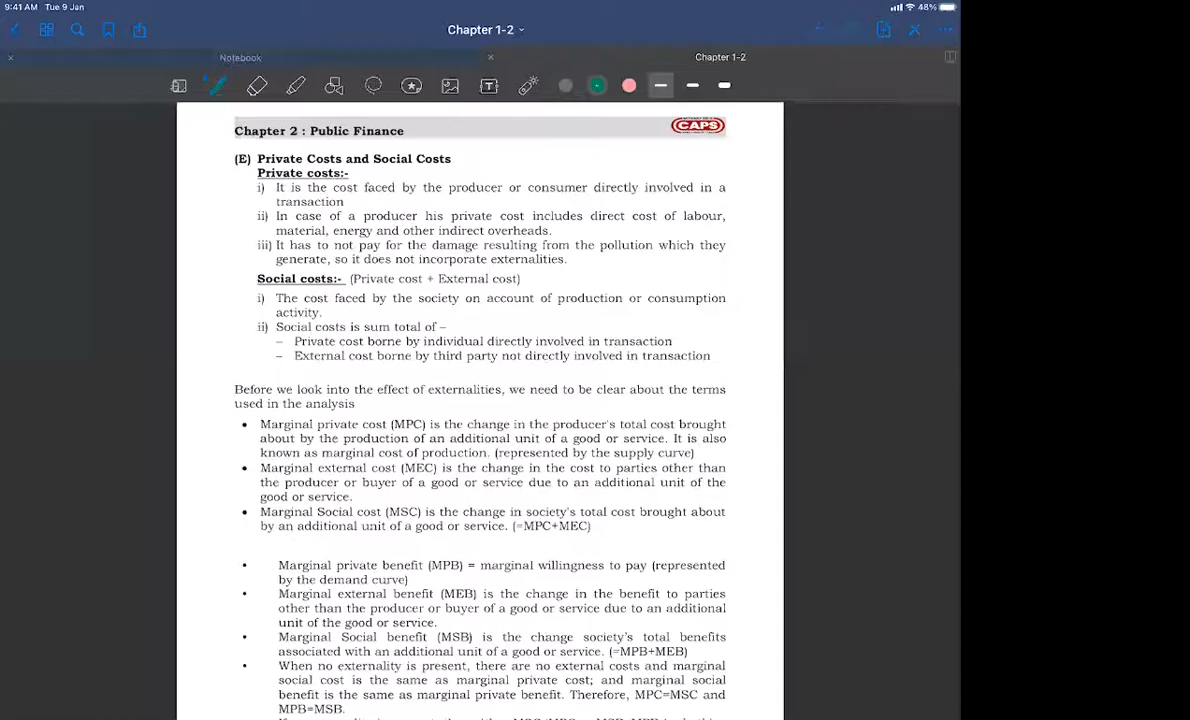 9:41 AM Tue 9 Jan
48%
Chapter 1-2
Notebook
Chapter 1-2
Chapter 2 : Public Finance
CAPS
(E) Private Costs and Social Costs
Private costs:-
i) It is the cost faced by the producer or consumer directly involved in a
transaction
ii) In case of a producer his private cost includes direct cost of labour,
material, energy and other indirect overheads.
iii) It has to not pay for the damage resulting from the pollution which they
generate, so it does not incorporate externalities.
Social costs:- (Private cost + External cost)
i) The cost faced by the society on account of production or consumption
activity.
ii) Social costs is sum total of –
– Private cost borne by individual directly involved in transaction
– External cost borne by third party not directly involved in transaction
Before we look into the effect of externalities, we need to be clear about the terms
used in the analysis
• Marginal private cost (MPC) is the change in the producer's total cost brought
about by the production of an additional unit of a good or service. It is also
known as marginal cost of production. (represented by the supply curve)
• Marginal external cost (MEC) is the change in the cost to parties other than
the producer or buyer of a good or service due to an additional unit of the
good or service.
• Marginal Social cost (MSC) is the change in society's total cost brought about
by an additional unit of a good or service. (=MPC+MEC)
• Marginal private benefit (MPB) = marginal willingness to pay (represented
by the demand curve)
• Marginal external benefit (MEB) is the change in the benefit to parties
other than the producer or buyer of a good or service due to an additional
unit of the good or service.
• Marginal Social benefit (MSB) is the change society's total benefits
associated with an additional unit of a good or service. (=MPB+MEB)
• When no externality is present, there are no external costs and marginal
social cost is the same as marginal private cost; and marginal social
benefit is the same as marginal private benefit. Therefore, MPC=MSC and
MPB=MSB.